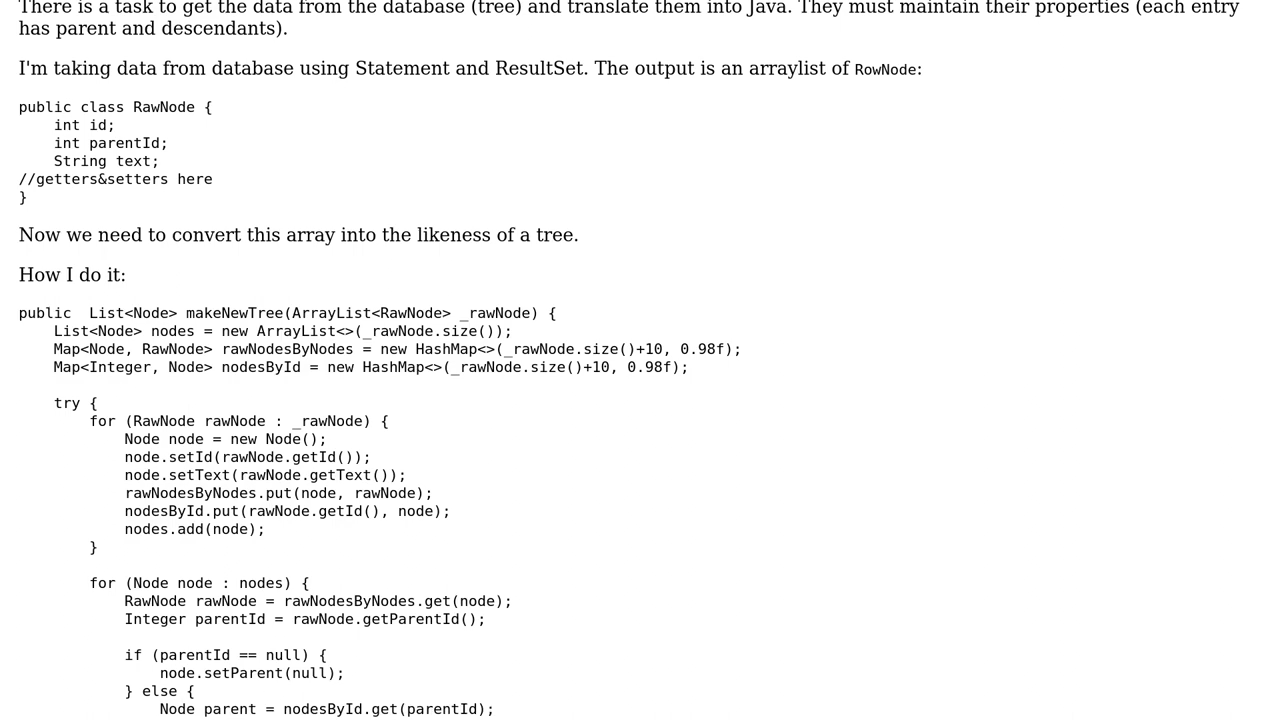 There is a task to get the data from the database (tree) and translate them into Java. They must maintain their properties (each entry
has parent and descendants).
I'm taking data from database using Statement and ResultSet. The output is an arraylist of RowNode:
public class RawNode {
    int id;
    int parentId;
    String text;
//getters&setters here
}
Now we need to convert this array into the likeness of a tree.
How I do it:
public  List<Node> makeNewTree(ArrayList<RawNode> _rawNode) {
    List<Node> nodes = new ArrayList<>(_rawNode.size());
    Map<Node, RawNode> rawNodesByNodes = new HashMap<>(_rawNode.size()+10, 0.98f);
    Map<Integer, Node> nodesById = new HashMap<>(_rawNode.size()+10, 0.98f);
    try {
        for (RawNode rawNode : _rawNode) {
            Node node = new Node();
            node.setId(rawNode.getId());
            node.setText(rawNode.getText());
            rawNodesByNodes.put(node, rawNode);
            nodesById.put(rawNode.getId(), node);
            nodes.add(node);
        }
        for (Node node : nodes) {
            RawNode rawNode = rawNodesByNodes.get(node);
            Integer parentId = rawNode.getParentId();
            if (parentId == null) {
                node.setParent(null);
            } else {
                Node parent = nodesById.get(parentId);